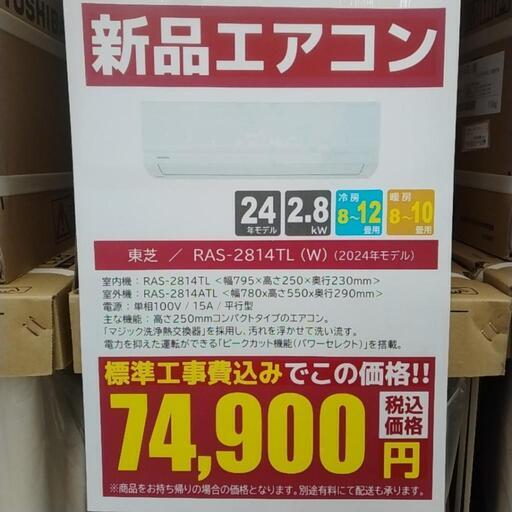 TOSHIBA
新品エアコン
24
年モデル
2.8
kW
冷房
8～12
畳用
暖房
8～10
畳用
東芝 ／ RAS-2814TL (W) (2024年モデル)
室内機：RAS-2814TL ＜幅795×高さ250×奥行230mm＞
室外機：RAS-2814ATL ＜幅780x高さ550x奥行290mm＞
電源：単相100V / 15A / 平行型
主な機能：高さ250mmコンパクトタイプのエアコン。
「マジック洗浄熱交換器」を採用し、汚れを浮かせて洗い流す。
電力を抑えた運転ができる「ピークカット機能(パワーセレクト)」を搭載。
標準工事費込みでこの価格!!
74,900円
税込
価格
※商品をお持ち帰りの場合の価格となります。別途有料にて配送も承ります。